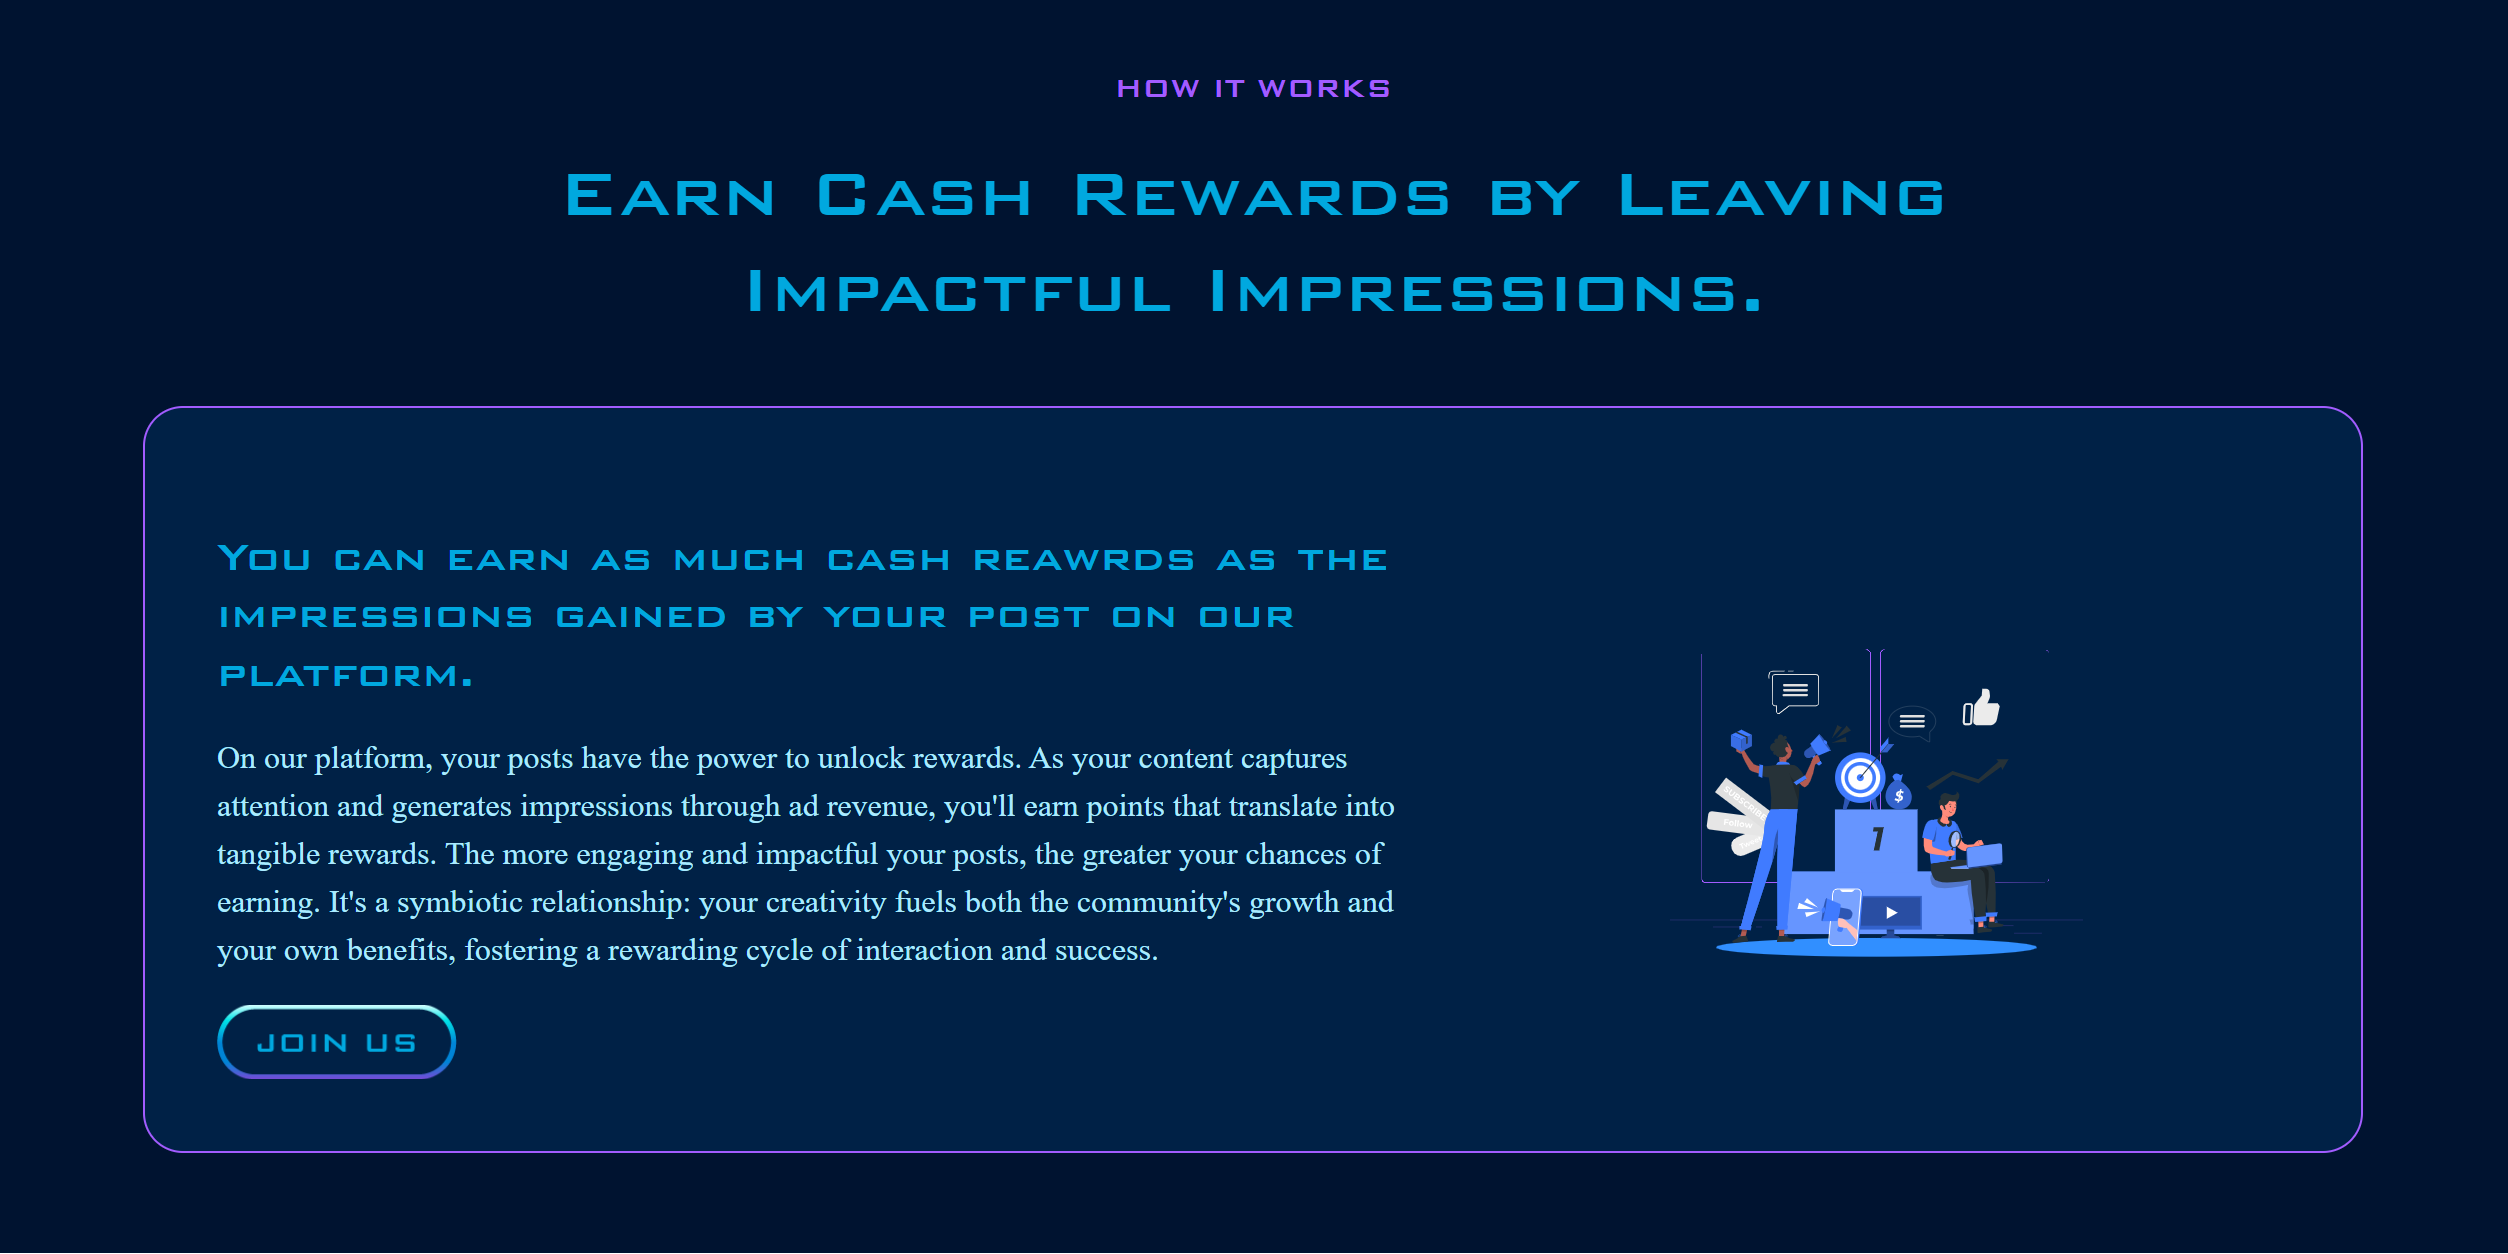 HOW IT WORKS
Earn Cash Rewards by Leaving
Impactful Impressions.
You can earn as much cash reawrds as the
impressions gained by your post on our
platform.
On our platform, your posts have the power to unlock rewards. As your content captures
attention and generates impressions through ad revenue, you'll earn points that translate into
tangible rewards. The more engaging and impactful your posts, the greater your chances of
earning. It's a symbiotic relationship: your creativity fuels both the community's growth and
your own benefits, fostering a rewarding cycle of interaction and success.
JOIN US
SUBSCRIBE
Follow
$
1